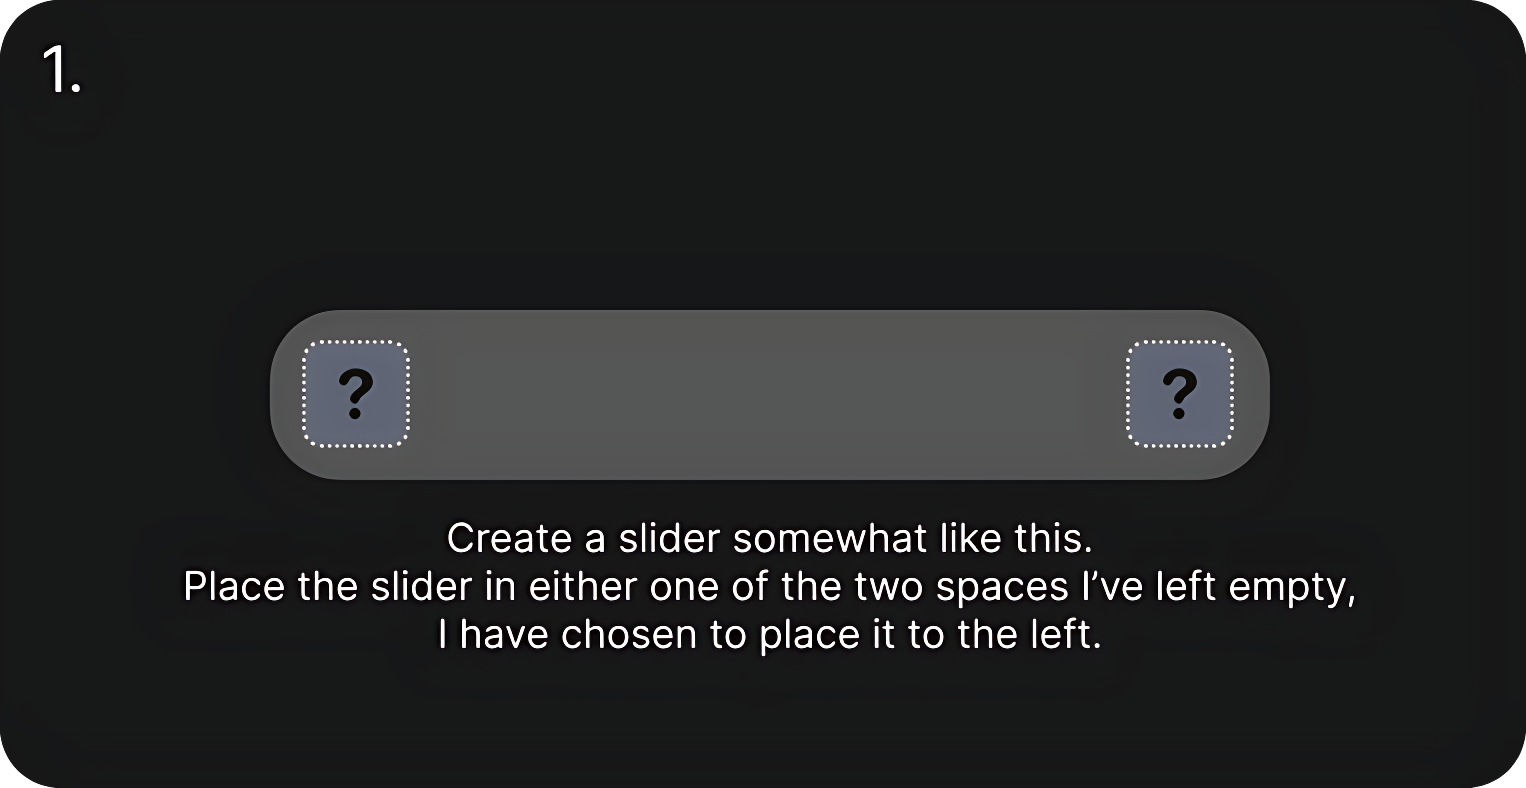 1.
? ?
Create a slider somewhat like this.
Place the slider in either one of the two spaces I’ve left empty,
I have chosen to place it to the left.